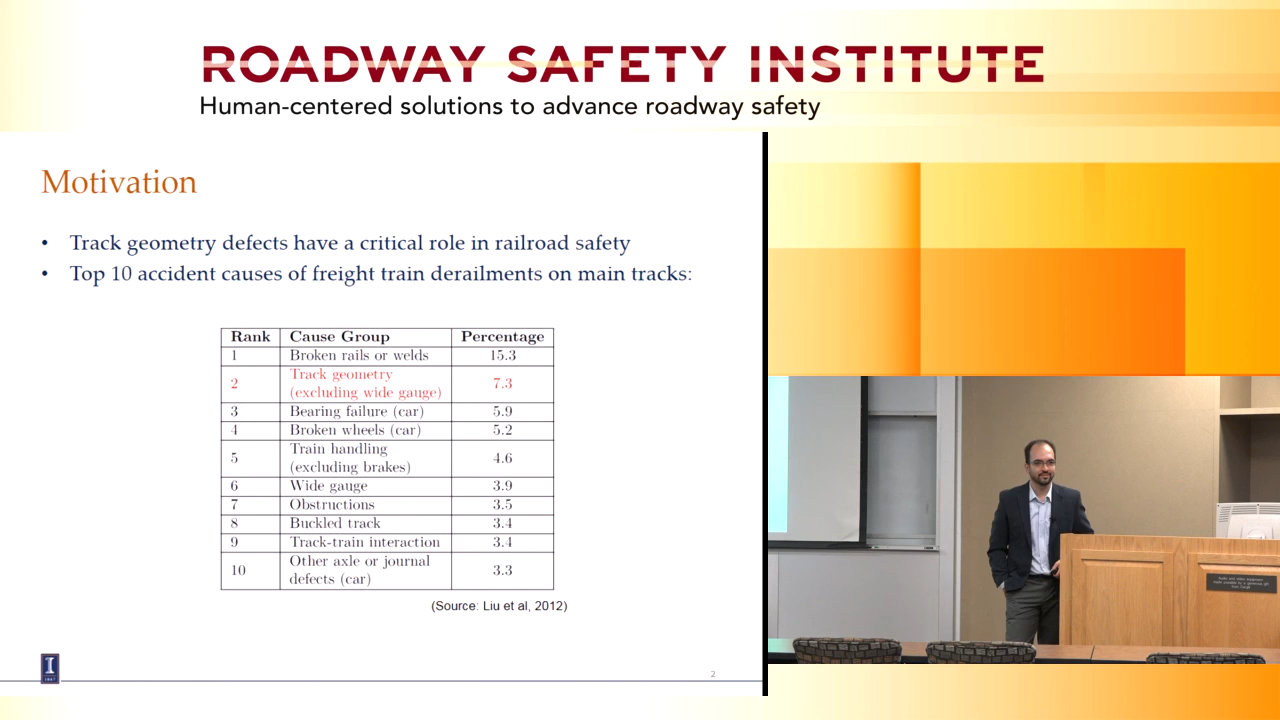 ROADWAY SAFETY INSTITUTE
Human-centered solutions to advance roadway safety
Motivation
• Track geometry defects have a critical role in railroad safety
• Top 10 accident causes of freight train derailments on main tracks:
Rank Cause Group Percentage
1 Broken rails or welds 15.3
2 Track geometry (excluding wide gauge) 7.3
3 Bearing failure (car) 5.9
4 Broken wheels (car) 5.2
5 Train handling (excluding brakes) 4.6
6 Wide gauge 3.9
7 Obstructions 3.5
8 Buckled track 3.4
9 Track-train interaction 3.4
10 Other axle or journal defects (car) 3.3
(Source: Liu et al, 2012)
I
2